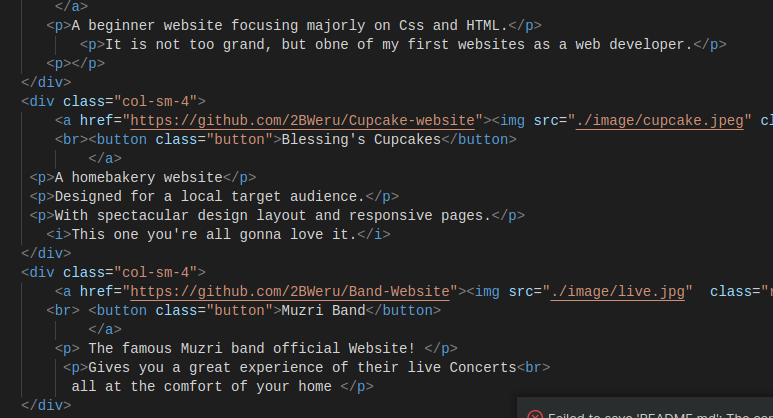 </a>
<p>A beginner website focusing majorly on Css and HTML.</p>
<p>It is not too grand, but obne of my first websites as a web developer.</p>
<p></p>
</div>
<div class="col-sm-4">
<a href="https://github.com/2BWeru/Cupcake-website"><img src="./image/cupcake.jpeg" cl
<br><button class="button">Blessing's Cupcakes</button>
</a>
<p>A homebakery website</p>
<p>Designed for a local target audience.</p>
<p>With spectacular design layout and responsive pages.</p>
<i>This one you're all gonna love it.</i>
</div>
<div class="col-sm-4">
<a href="https://github.com/2BWeru/Band-Website"><img src="./image/live.jpg"  class="r
<br> <button class="button">Muzri Band</button>
</a>
<p> The famous Muzri band official Website! </p>
<p>Gives you a great experience of their live Concerts<br>
all at the comfort of your home </p>
</div>
Failed to save 'README.md': The con